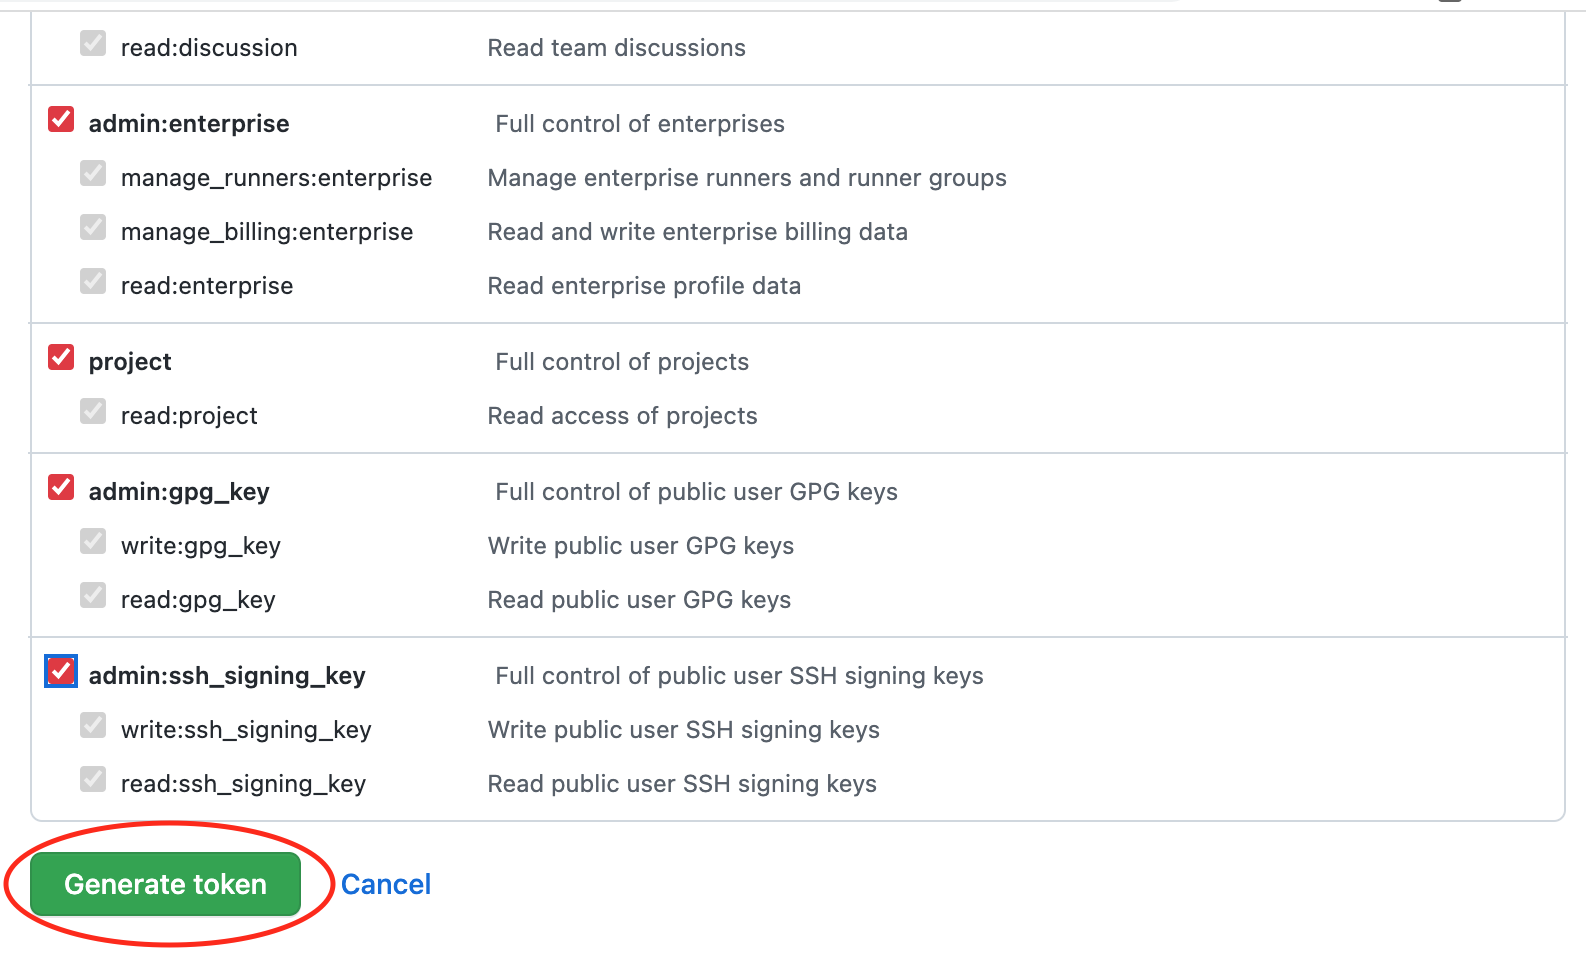 read:discussion Read team discussions
admin:enterprise Full control of enterprises
manage_runners:enterprise Manage enterprise runners and runner groups
manage_billing:enterprise Read and write enterprise billing data
read:enterprise Read enterprise profile data
project Full control of projects
read:project Read access of projects
admin:gpg_key Full control of public user GPG keys
write:gpg_key Write public user GPG keys
read:gpg_key Read public user GPG keys
admin:ssh_signing_key Full control of public user SSH signing keys
write:ssh_signing_key Write public user SSH signing keys
read:ssh_signing_key Read public user SSH signing keys
Generate token Cancel